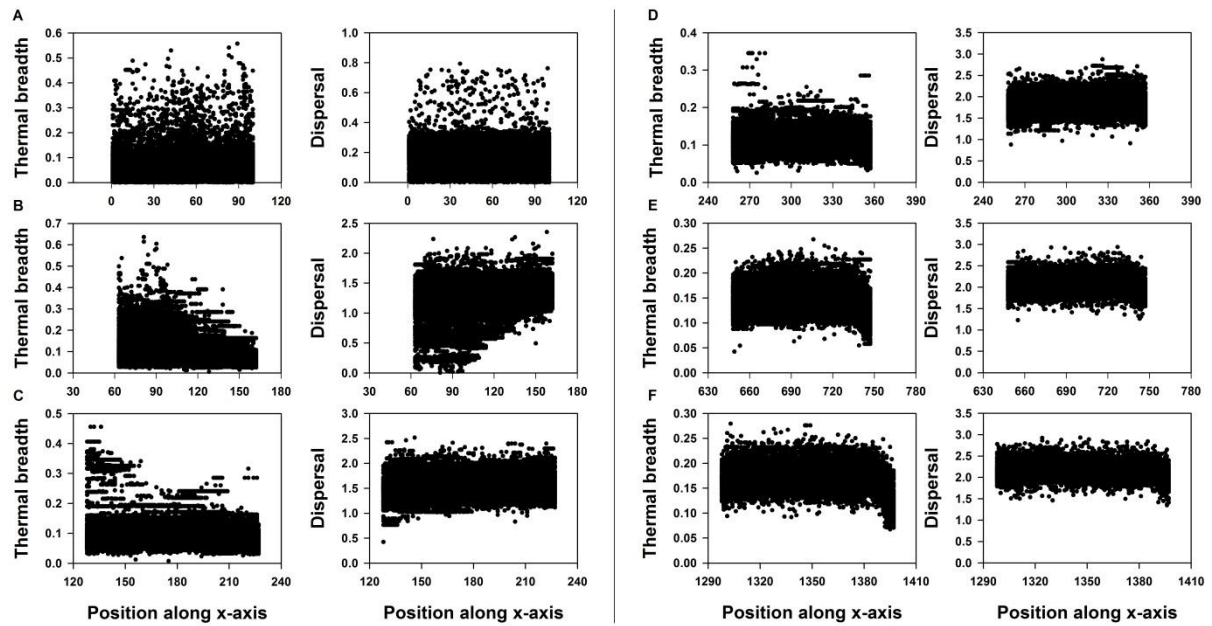 A
Thermal breadth
0.6
0.5
0.4
0.3
0.2
0.1
0.0
0 30 60 90 120
Dispersal
1.0
0.8
0.6
0.4
0.2
0.0
0 30 60 90 120
B
Thermal breadth
0.7
0.6
0.5
0.4
0.3
0.2
0.1
0.0
30 60 90 120 150 180
Dispersal
2.5
2.0
1.5
1.0
0.5
0.0
30 60 90 120 150 180
C
Thermal breadth
0.5
0.4
0.3
0.2
0.1
0.0
120 150 180 210 240
Position along x-axis
Dispersal
3.0
2.5
2.0
1.5
1.0
0.5
0.0
120 150 180 210 240
Position along x-axis
D
Thermal breadth
0.4
0.3
0.2
0.1
0.0
240 270 300 330 360 390
Dispersal
3.5
3.0
2.5
2.0
1.5
1.0
0.5
0.0
240 270 300 330 360 390
E
Thermal breadth
0.30
0.25
0.20
0.15
0.10
0.05
0.00
630 660 690 720 750 780
Dispersal
3.5
3.0
2.5
2.0
1.5
1.0
0.5
0.0
630 660 690 720 750 780
F
Thermal breadth
0.30
0.25
0.20
0.15
0.10
0.05
0.00
1290 1320 1350 1380 1410
Position along x-axis
Dispersal
3.5
3.0
2.5
2.0
1.5
1.0
0.5
0.0
1290 1320 1350 1380 1410
Position along x-axis